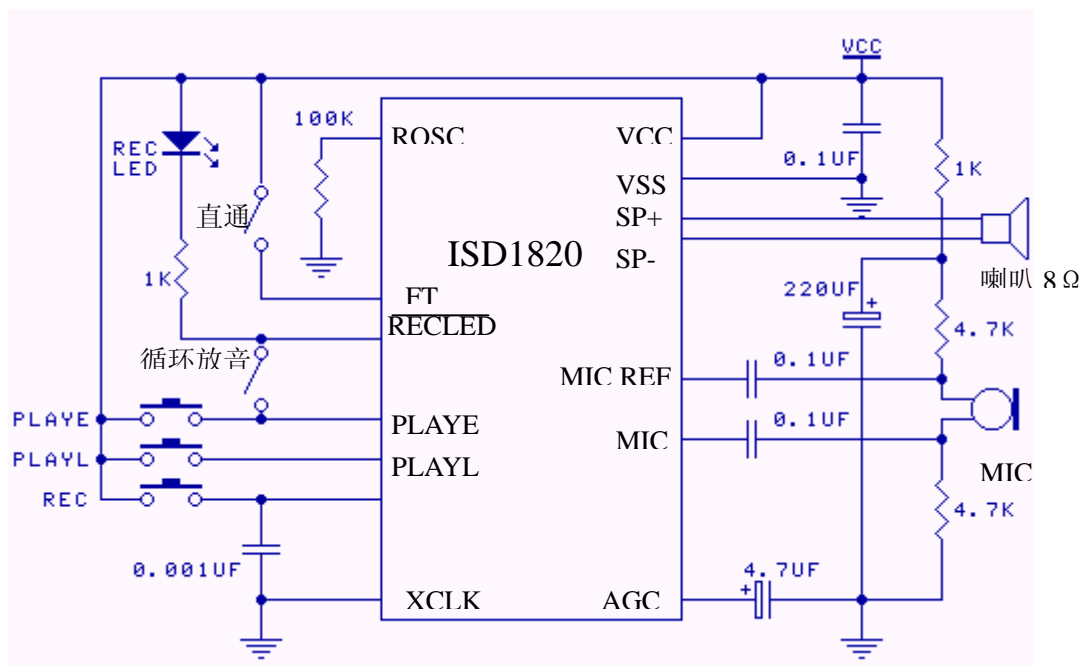 VCC
100K
ROSC
VCC
REC
LED
0.1UF
1K
VSS
直通
SP+
ISD1820
SP-
1K
喇叭 8Ω
220UF
+
FT
RECLED
4.7K
循环放音
0.1UF
MIC REF
PLAYE
PLAYE
0.1UF
MIC
PLAYL
PLAYL
MIC
REC
4.7K
0.001UF
4.7UF
+
XCLK
AGC